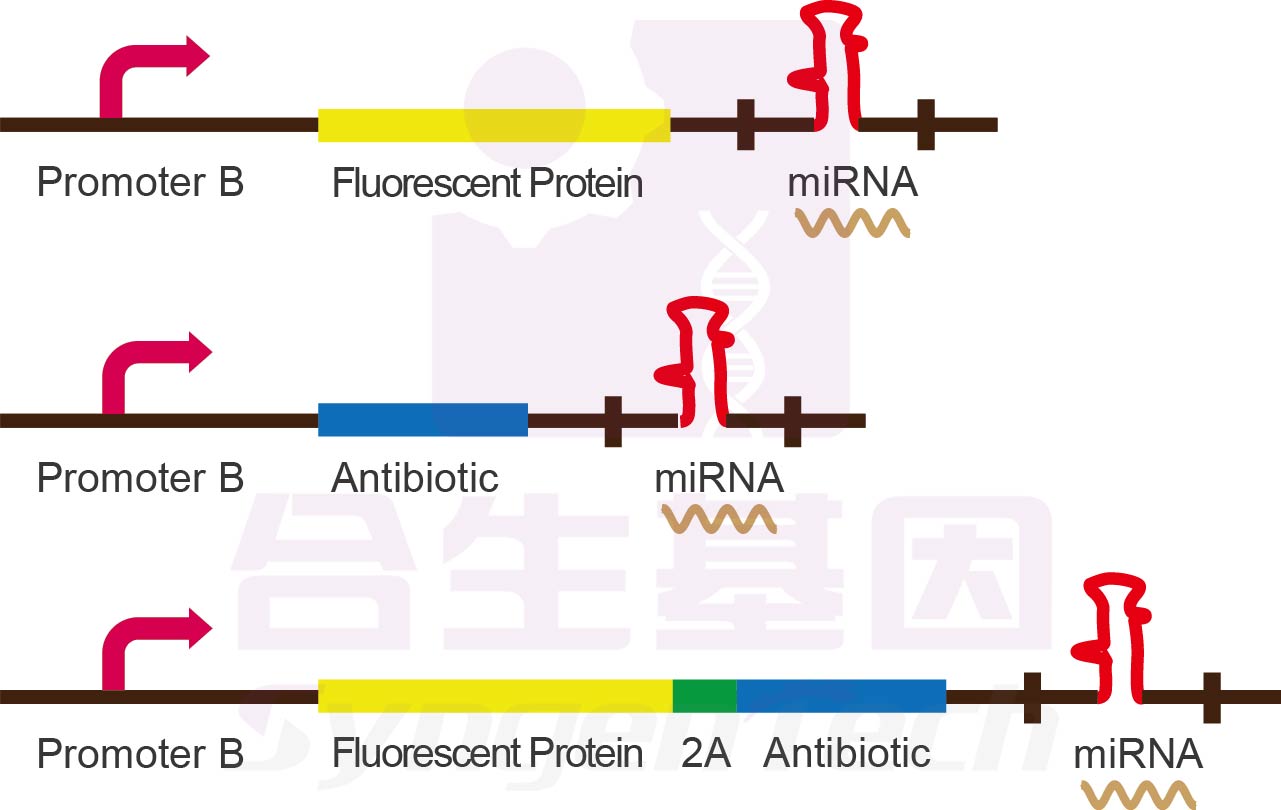 Promoter B Fluorescent Protein miRNA
Promoter B Antibiotic miRNA
合生基因
Promoter B Fluorescent Protein 2A Antibiotic miRNA
SyngenTech